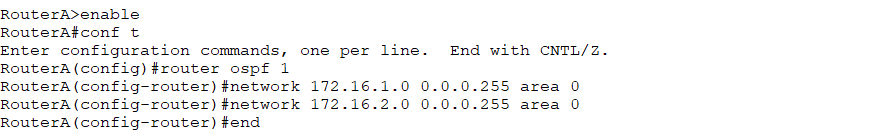 RouterA>enable
RouterA#conf t
Enter configuration commands, one per line.  End with CNTL/Z.
RouterA(config)#router ospf 1
RouterA(config-router)#network 172.16.1.0 0.0.0.255 area 0
RouterA(config-router)#network 172.16.2.0 0.0.0.255 area 0
RouterA(config-router)#end